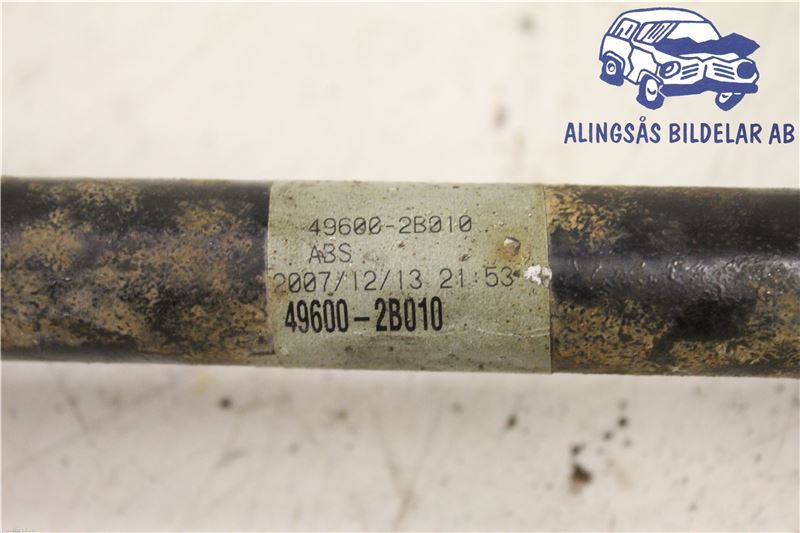 ALINGSÅS BILDELAR AB
49600-2B010
ABS
2007/12/13 21:53
49600-2B010